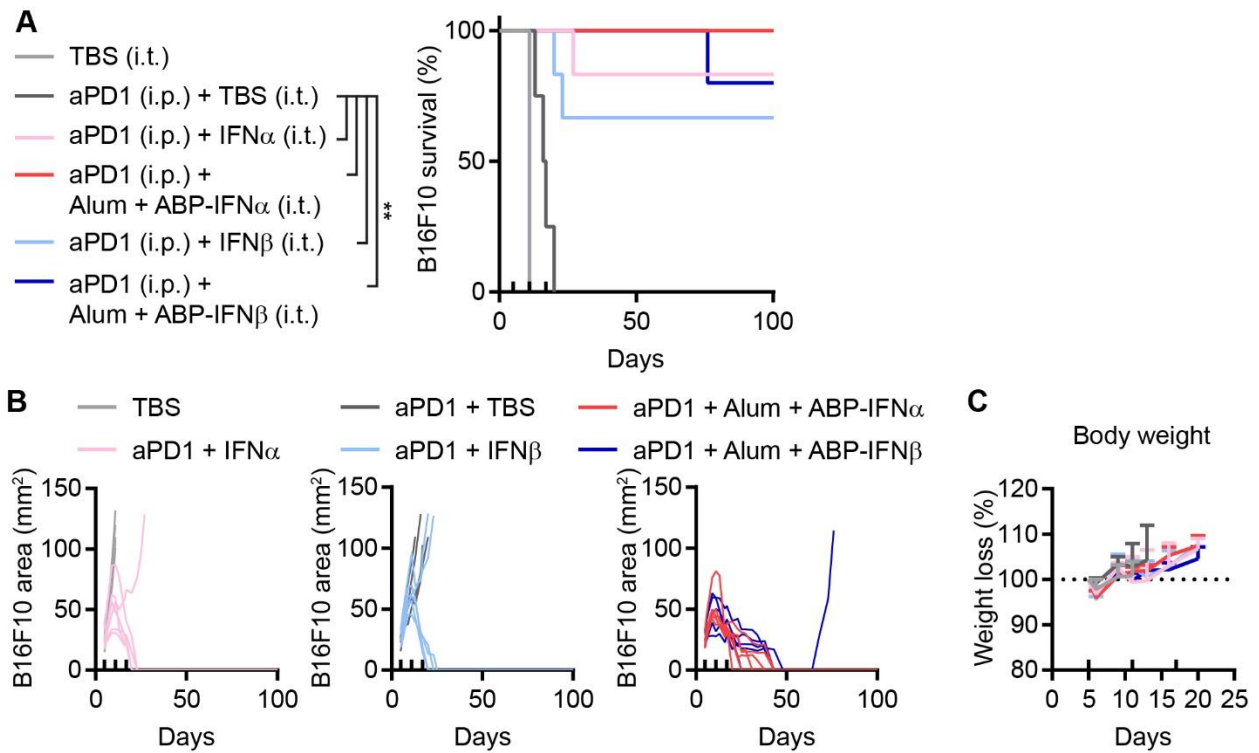 A
TBS (i.t.)
aPD1 (i.p.) + TBS (i.t.)
aPD1 (i.p.) + IFNα (i.t.)
aPD1 (i.p.) +
Alum + ABP-IFNα (i.t.)
aPD1 (i.p.) + IFNβ (i.t.)
aPD1 (i.p.) +
Alum + ABP-IFNβ (i.t.)
**
B16F10 survival (%)
100
50
0
0 50 100
Days
B
TBS
aPD1 + TBS
aPD1 + Alum + ABP-IFNα
aPD1 + IFNα
aPD1 + IFNβ
aPD1 + Alum + ABP-IFNβ
B16F10 area (mm²)
150
100
50
0
0 50 100
Days
B16F10 area (mm²)
150
100
50
0
0 50 100
Days
B16F10 area (mm²)
150
100
50
0
0 50 100
Days
C
Body weight
Weight loss (%)
120
110
100
90
80
0 5 10 15 20 25
Days